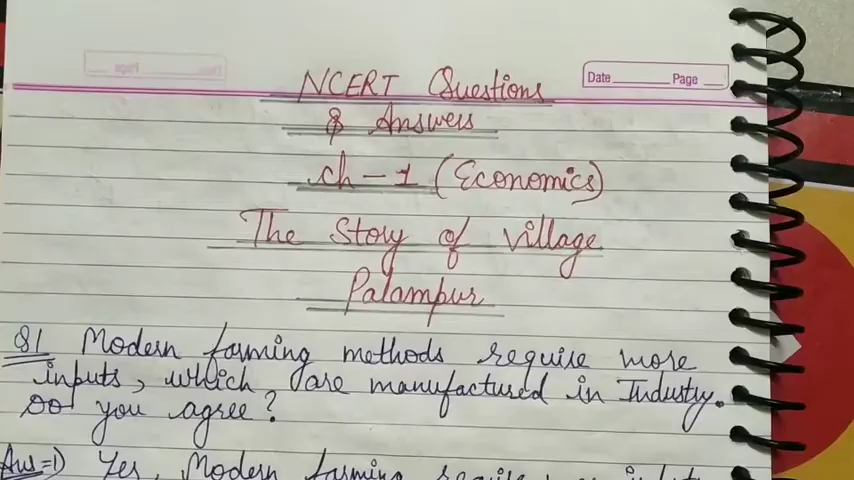 Date Page
NCERT Questions
& Answers
ch - 1 (Economics)
The Story of Village
Palampur
Q1 Modern farming methods require more
inputs, which are manufactured in Industry.
Do you agree?
Ans=1) Yes, Modern farming require